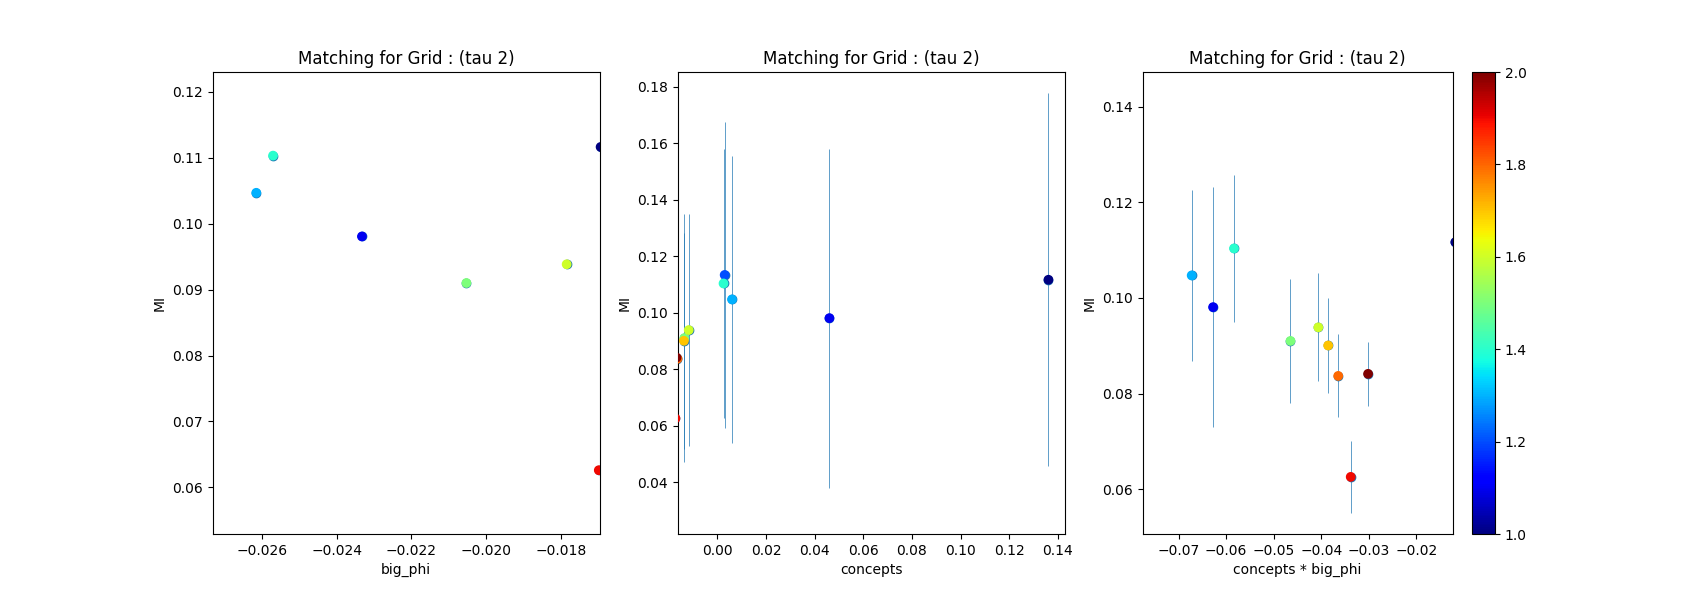 Matching for Grid : (tau 2)
0.12
0.11
0.10
0.09
0.08
0.07
0.06
MI
−0.026 −0.024 −0.022 −0.020 −0.018
big_phi
Matching for Grid : (tau 2)
0.18
0.16
0.14
0.12
0.10
0.08
0.06
0.04
MI
0.00 0.02 0.04 0.06 0.08 0.10 0.12 0.14
concepts
Matching for Grid : (tau 2)
0.14
0.12
0.10
0.08
0.06
MI
−0.07 −0.06 −0.05 −0.04 −0.03 −0.02
concepts * big_phi
2.0
1.8
1.6
1.4
1.2
1.0